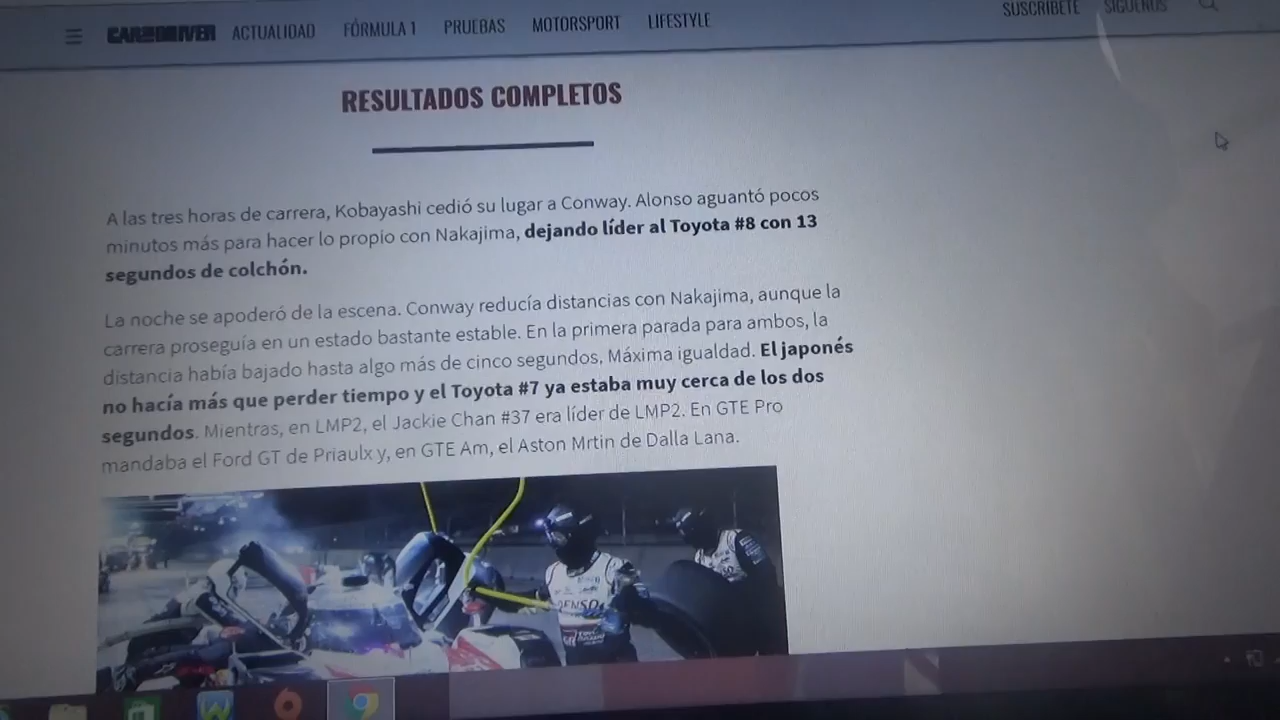 CAR AND DRIVER ACTUALIDAD FÓRMULA 1 PRUEBAS MOTORSPORT LIFESTYLE SUSCRÍBETE SÍGUENOS
RESULTADOS COMPLETOS
A las tres horas de carrera, Kobayashi cedió su lugar a Conway. Alonso aguantó pocos
minutos más para hacer lo propio con Nakajima, dejando líder al Toyota #8 con 13
segundos de colchón.
La noche se apoderó de la escena. Conway reducía distancias con Nakajima, aunque la
carrera proseguía en un estado bastante estable. En la primera parada para ambos, la
distancia había bajado hasta algo más de cinco segundos, Máxima igualdad. El japonés
no hacía más que perder tiempo y el Toyota #7 ya estaba muy cerca de los dos
segundos. Mientras, en LMP2, el Jackie Chan #37 era líder de LMP2. En GTE Pro
mandaba el Ford GT de Priaulx y, en GTE Am, el Aston Mrtin de Dalla Lana.
DENSO